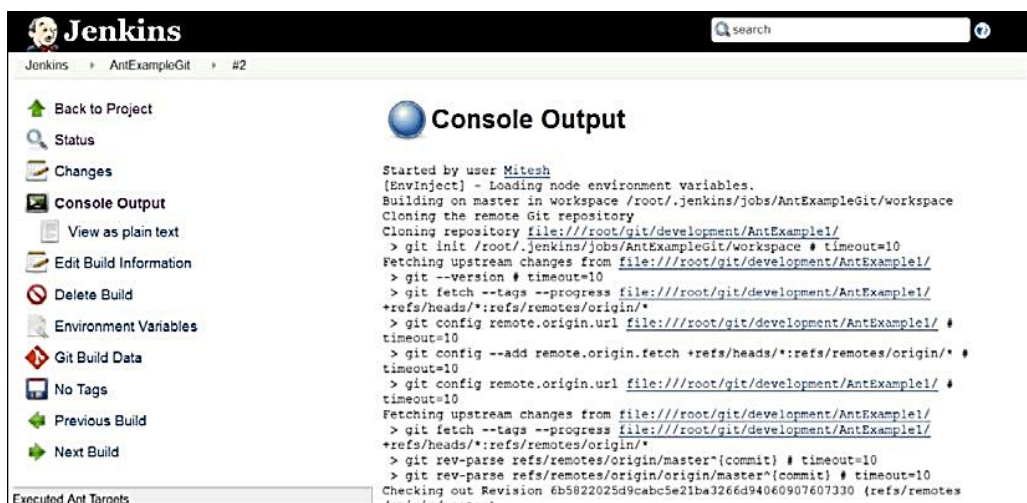 Jenkins
search
Jenkins AntExampleGit #2
Back to Project
Status
Changes
Console Output
View as plain text
Edit Build Information
Delete Build
Environment Variables
Git Build Data
No Tags
Previous Build
Next Build
Executed Ant Targets
Console Output
Started by user Mitesh
[EnvInject] - Loading node environment variables.
Building on master in workspace /root/.jenkins/jobs/AntExampleGit/workspace
Cloning the remote Git repository
Cloning repository file:///root/git/development/AntExample1/
> git init /root/.jenkins/jobs/AntExampleGit/workspace # timeout=10
Fetching upstream changes from file:///root/git/development/AntExample1/
> git --version # timeout=10
> git fetch --tags --progress file:///root/git/development/AntExample1/
+refs/heads/*:refs/remotes/origin/*
> git config remote.origin.url file:///root/git/development/AntExample1/ #
timeout=10
> git config --add remote.origin.fetch +refs/heads/*:refs/remotes/origin/* #
timeout=10
> git config remote.origin.url file:///root/git/development/AntExample1/ #
timeout=10
Fetching upstream changes from file:///root/git/development/AntExample1/
> git fetch --tags --progress file:///root/git/development/AntExample1/
+refs/heads/*:refs/remotes/origin/*
> git rev-parse refs/remotes/origin/master^{commit} # timeout=10
> git rev-parse refs/remotes/origin/origin/master^{commit} # timeout=10
Checking out Revision 6b5822025d9cabc5e21ba3266d94060907607330 (refs/remotes